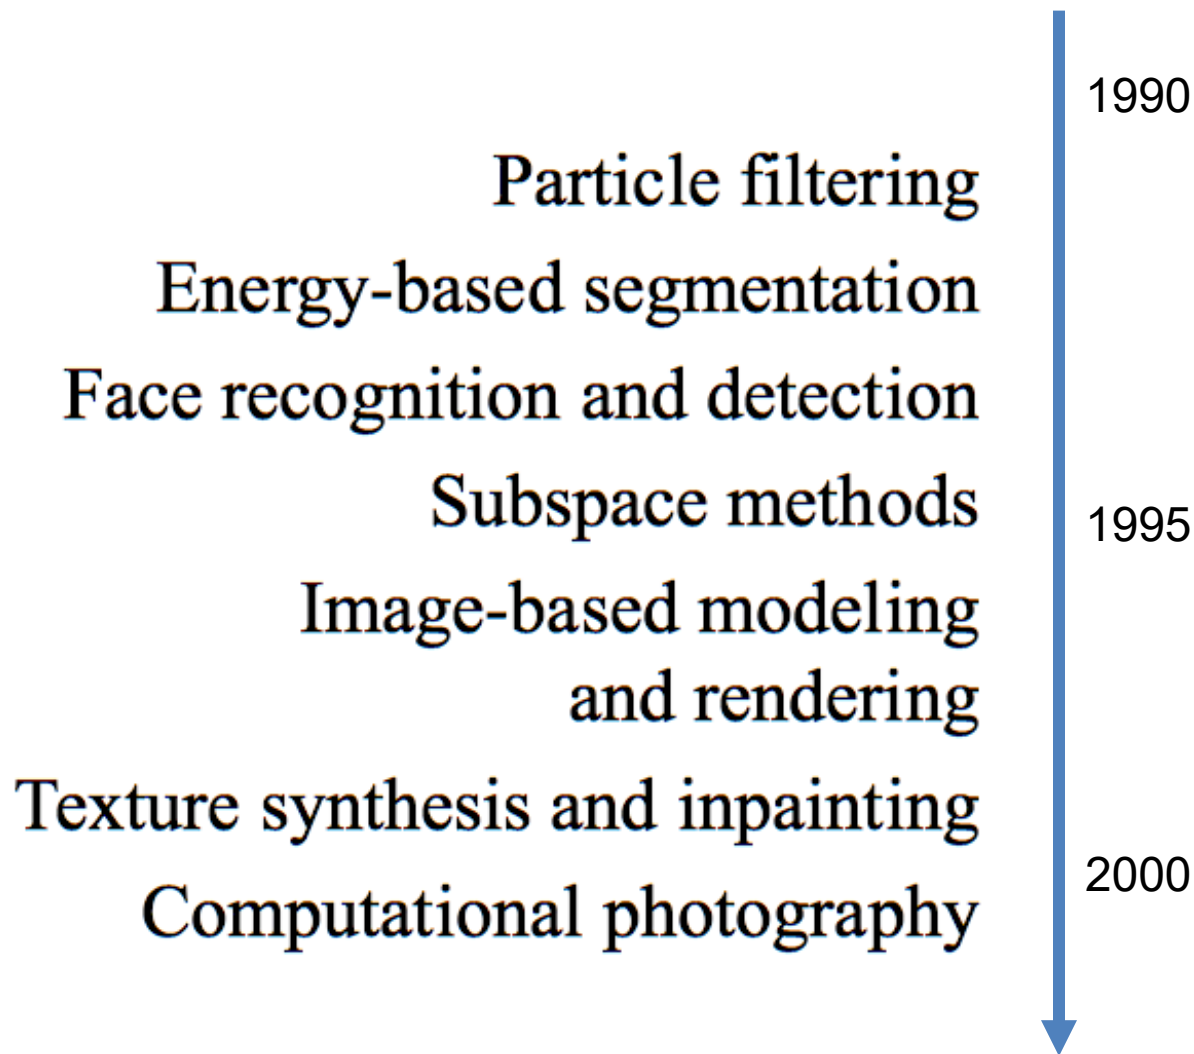 1990
Particle filtering
Energy-based segmentation
Face recognition and detection
Subspace methods
1995
Image-based modeling
and rendering
Texture synthesis and inpainting
2000
Computational photography